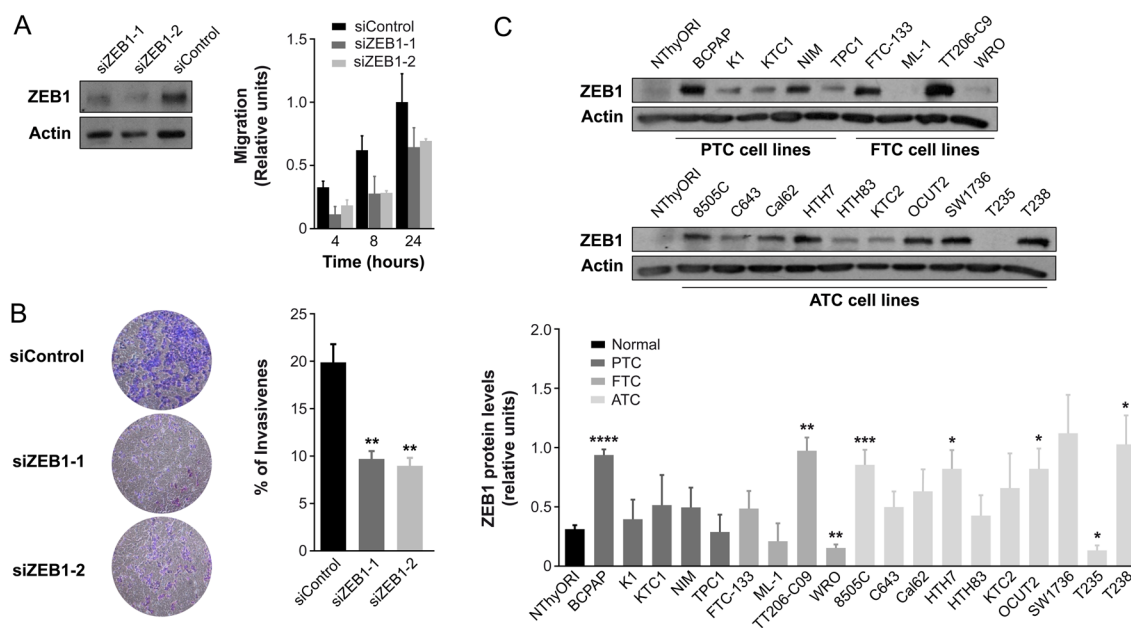 A
siZEB1-1
siZEB1-2
siControl
ZEB1
Actin
siControl
siZEB1-1
siZEB1-2
Migration
(Relative units)
1.5
1.0
0.5
0.0
4 8 24
Time (hours)
B
siControl
siZEB1-1
siZEB1-2
% of Invasivenes
25
20
15
10
5
0
** **
siControl
siZEB1-1
siZEB1-2
C
NThyORI
BCPAP
K1
KTC1
NIM
TPC1
FTC-133
ML-1
TT206-C9
WRO
ZEB1
Actin
PTC cell lines FTC cell lines
NThyORI
8505C
C643
Cal62
HTH7
HTH83
KTC2
OCUT2
SW1736
T235
T238
ZEB1
Actin
ATC cell lines
ZEB1 protein levels
(relative units)
2.0
1.5
1.0
0.5
0.0
Normal
PTC
FTC
ATC
**** ** ** *** * * * *
NThyORI
BCPAP
K1
KTC1
NIM
TPC1
FTC-133
ML-1
TT206-C09
WRO
8505C
C643
Cal62
HTH7
HTH83
KTC2
OCUT2
SW1736
T235
T238